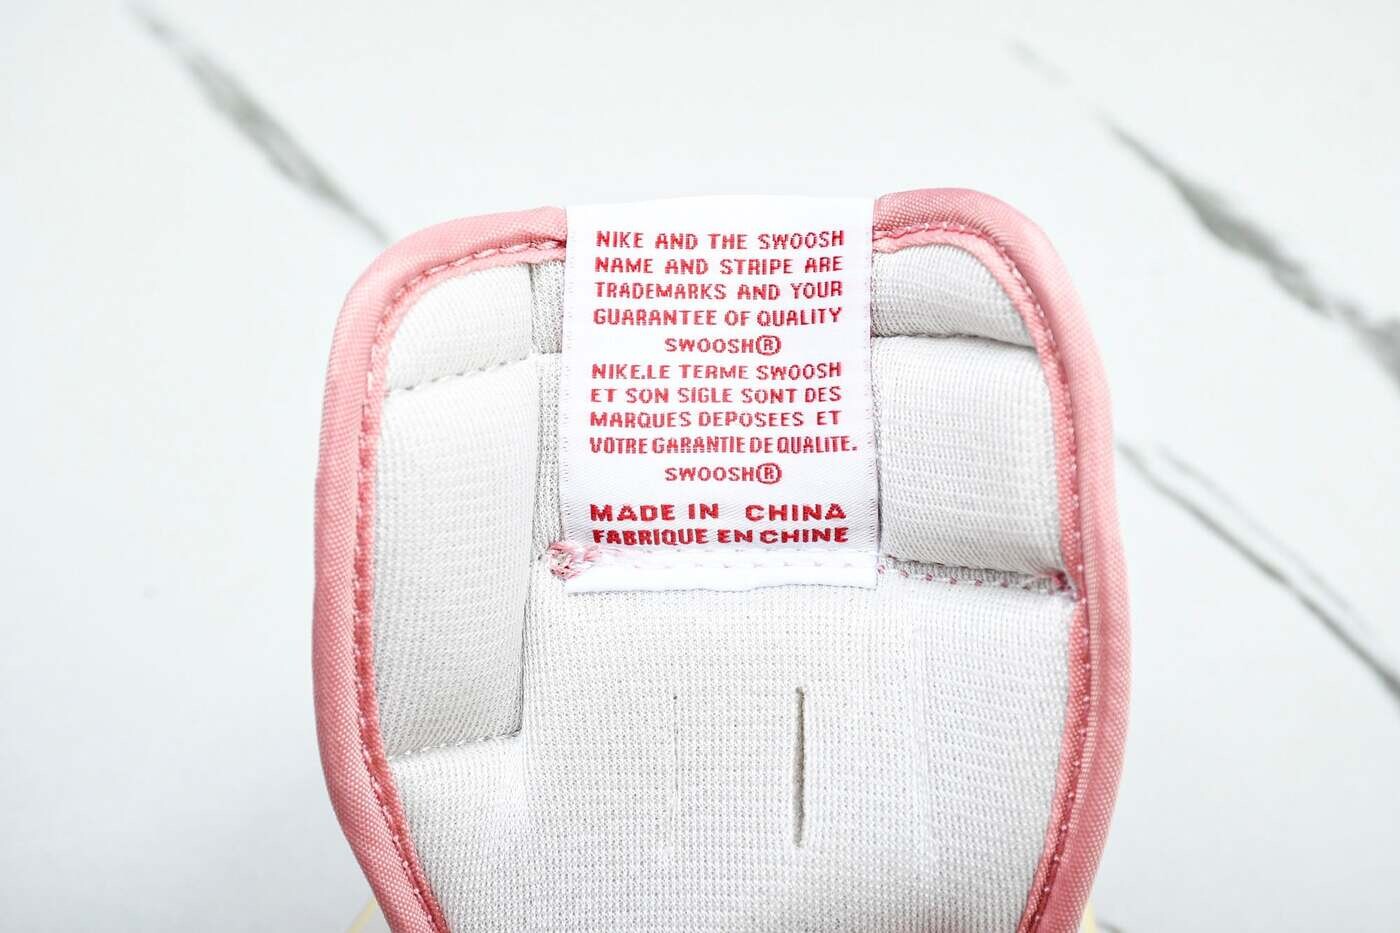 NIKE AND THE SWOOSH
NAME AND STRIPE ARE
TRADEMARKS AND YOUR
GUARANTEE OF QUALITY
SWOOSH®
NIKE.LE TERME SWOOSH
ET SON SIGLE SONT DES
MARQUES DEPOSEES ET
VOTRE GARANTIE DE QUALITE.
SWOOSH®
MADE IN CHINA
FABRIQUE EN CHINE